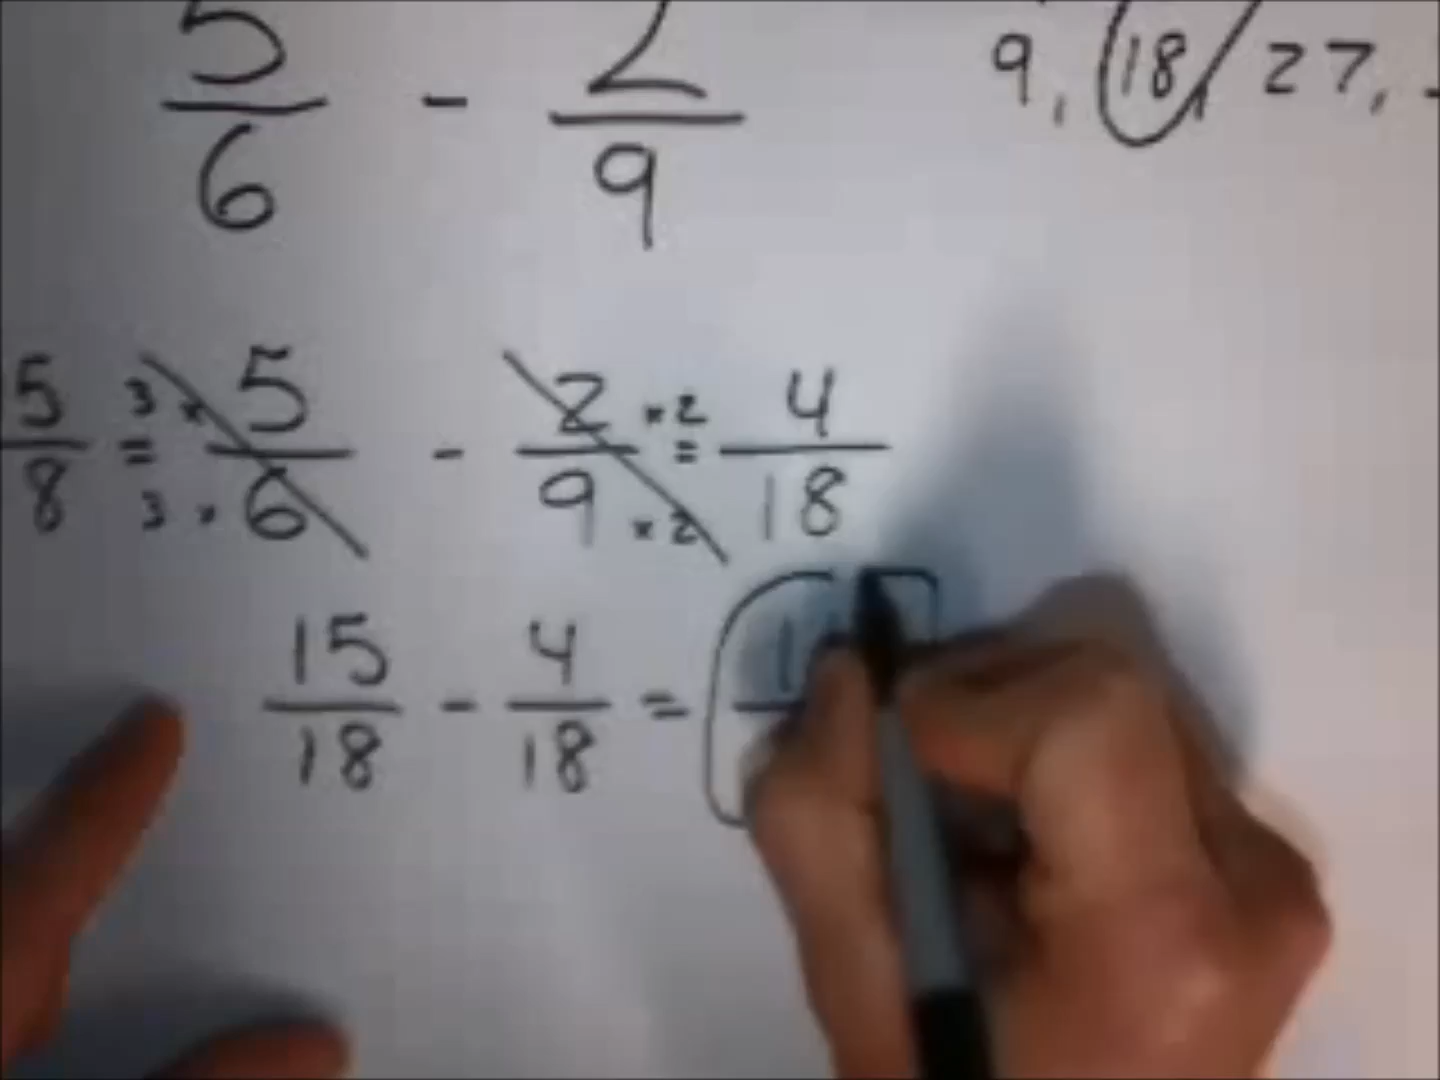 5/6 - 2/9
9, 18, 27,
5/8 = 3 × 5/6 × 3 - 2/9 × 2 × 2 = 4/18
15/18 - 4/18 =